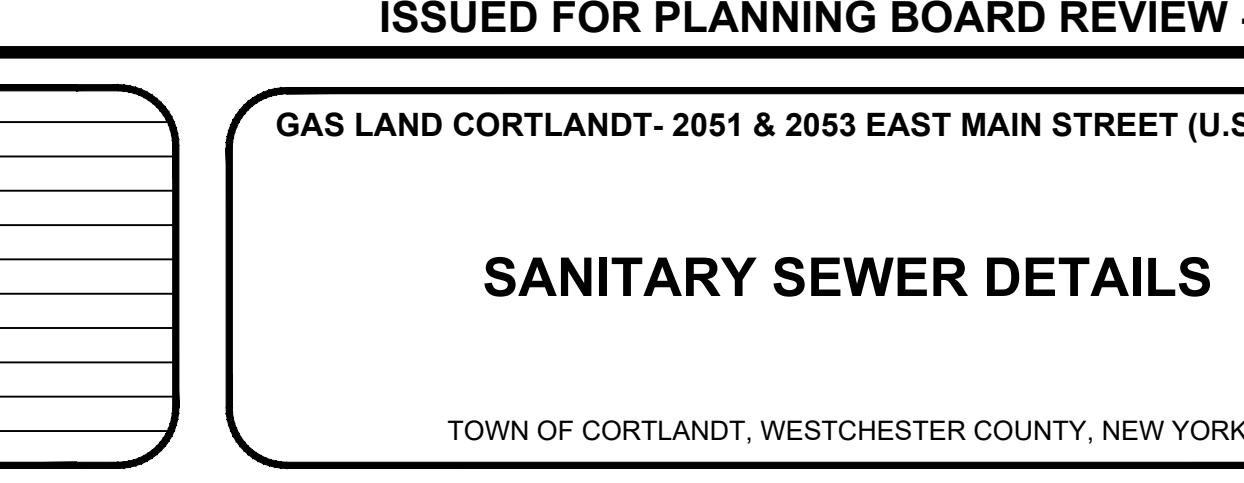 ISSUED FOR PLANNING BOARD REVIEW -
GAS LAND CORTLANDT- 2051 & 2053 EAST MAIN STREET (U.S
SANITARY SEWER DETAILS
TOWN OF CORTLANDT, WESTCHESTER COUNTY, NEW YORK